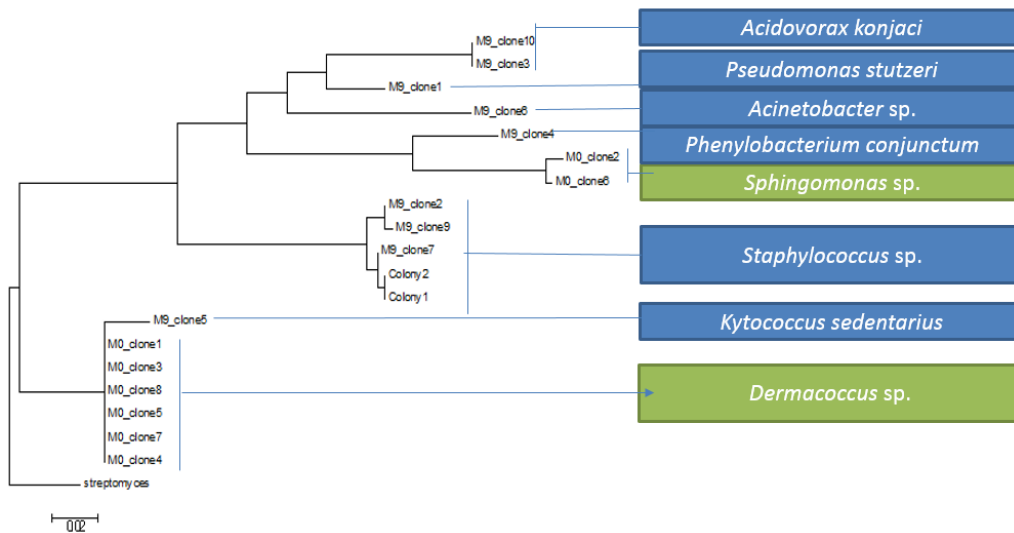 M9_clone10
M9_clone3
Acidovorax konjaci
M9_clone1
Pseudomonas stutzeri
M9_clone6
Acinetobacter sp.
M9_clone4
Phenylobacterium conjunctum
M0_clone2
M0_clone6
Sphingomonas sp.
M9_clone2
M9_clone9
M9_clone7
Colony2
Colony1
Staphylococcus sp.
M9_clone5
Kytococcus sedentarius
M0_clone1
M0_clone3
M0_clone8
M0_clone5
M0_clone7
M0_clone4
Dermacoccus sp.
streptomyces
0.02